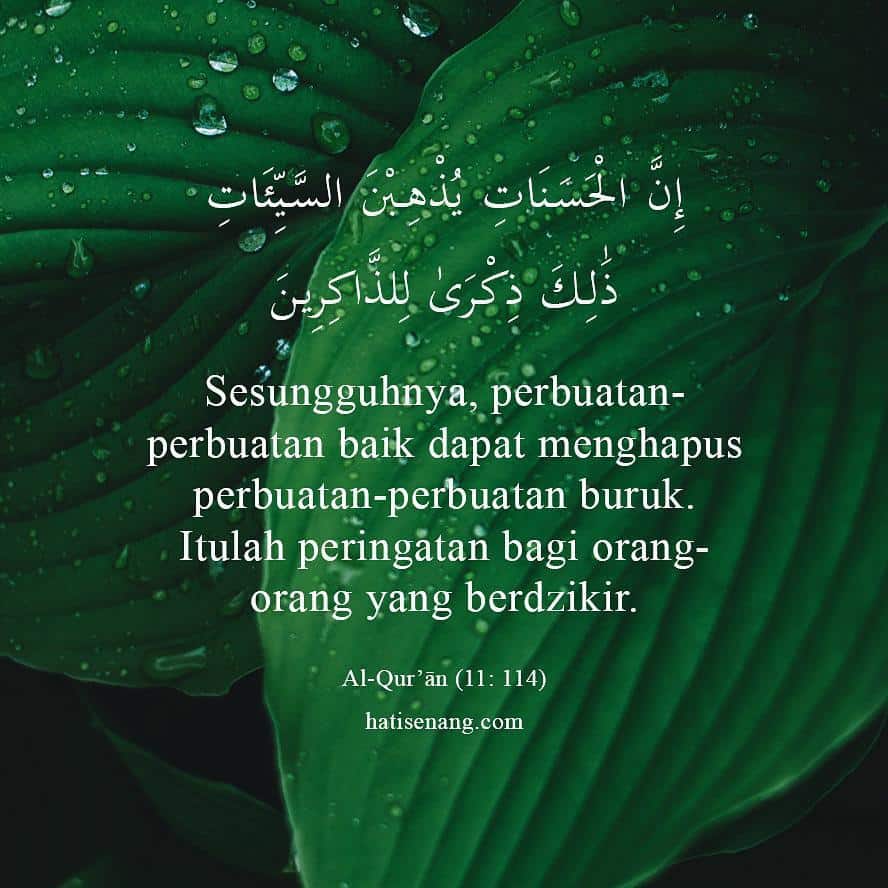 إِنَّ الْحَسَنَاتِ يُذْهِبْنَ السَّيِّئَاتِ
ذَٰلِكَ ذِكْرَىٰ لِلذَّاكِرِينَ
Sesungguhnya, perbuatan-
perbuatan baik dapat menghapus
perbuatan-perbuatan buruk.
Itulah peringatan bagi orang-
orang yang berdzikir.
Al-Qur’ān (11: 114)
hatisenang.com